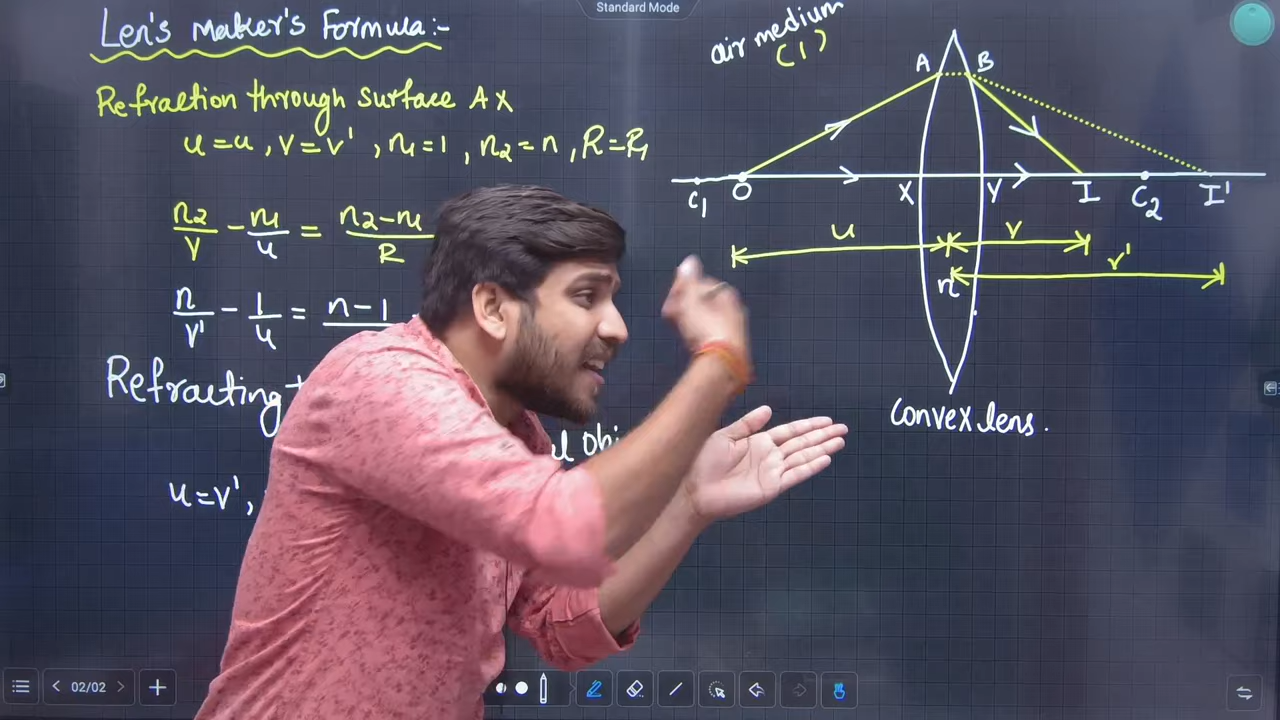 Standard Mode
Len's Maker's Formula:-
Refraction through surface AX
u=u, v=v', n1=1, n2=n, R=R1
n2/v - n1/u = n2-n1/R
n/v' - 1/u = n-1
Refracting
u=v',
air medium
(1)
A
B
C1
O
X
Y
I
C2
I'
u
v
v'
n
Convex lens.
02/02